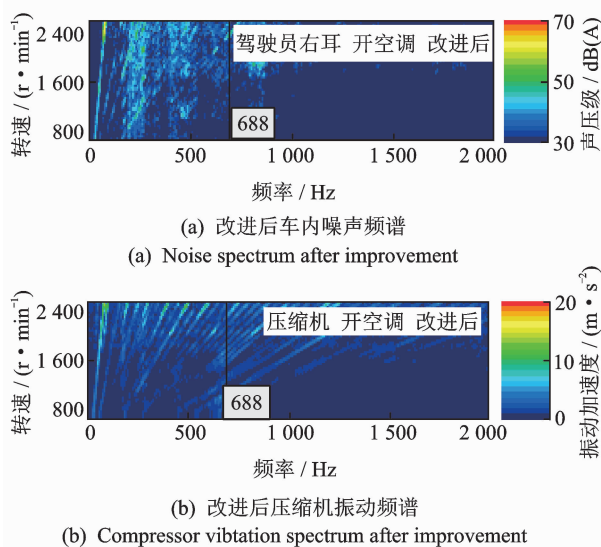 2 400
1 600
800
转速 / (r · min⁻¹)
驾驶员右耳 开空调 改进后
688
0 500 1 000 1 500 2 000
频率 / Hz
70
60
50
40
30
声压级 / dB(A)
(a) 改进后车内噪声频谱
(a) Noise spectrum after improvement
2 400
1 600
800
转速 / (r · min⁻¹)
压缩机 开空调 改进后
688
0 500 1 000 1 500 2 000
频率 / Hz
20
10
0
振动加速度 / (m · s⁻²)
(b) 改进后压缩机振动频谱
(b) Compressor vibtation spectrum after improvement